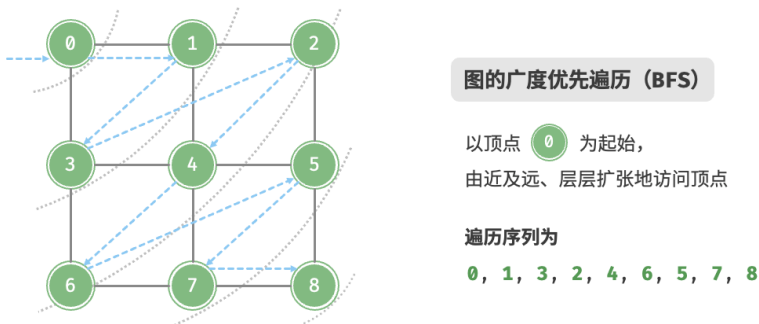 0 1 2
3 4 5
6 7 8
图的广度优先遍历（BFS）
以顶点 0 为起始，
由近及远、层层扩张地访问顶点
遍历序列为
0, 1, 3, 2, 4, 6, 5, 7, 8